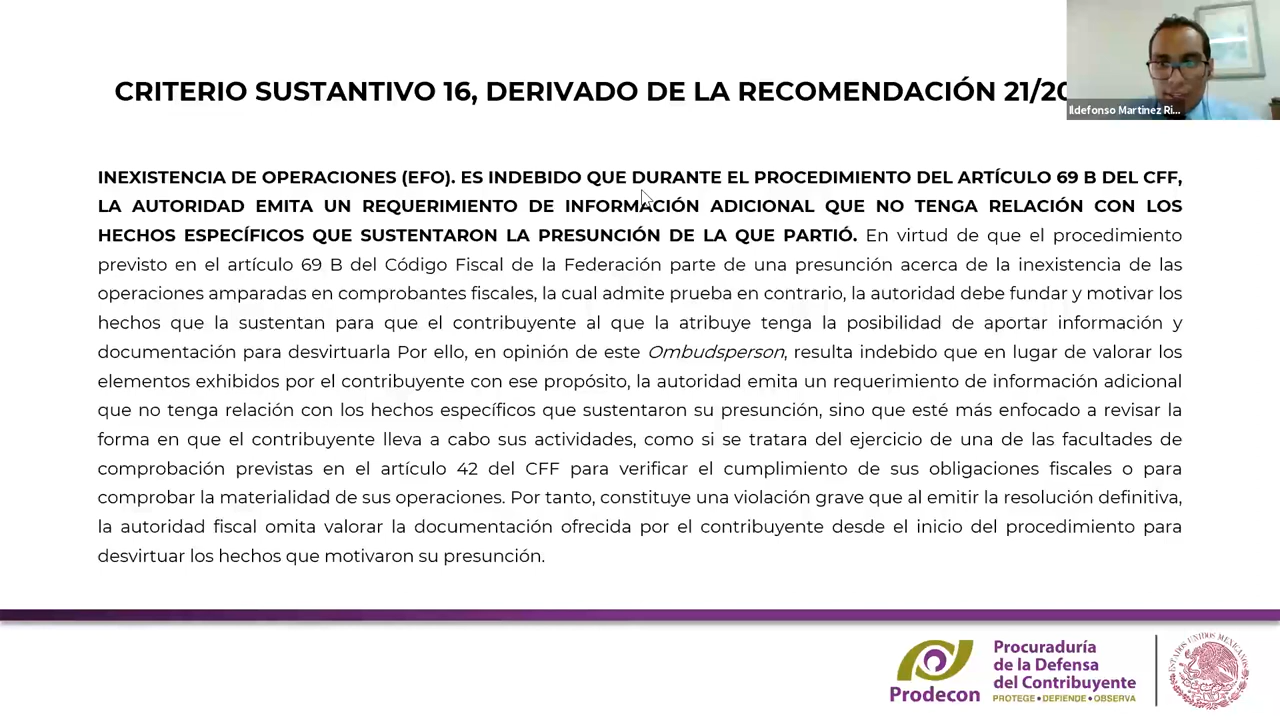 CRITERIO SUSTANTIVO 16, DERIVADO DE LA RECOMENDACIÓN
Ildefonso Martinez Ri...
INEXISTENCIA DE OPERACIONES (EFO). ES INDEBIDO QUE DURANTE EL PROCEDIMIENTO DEL ARTÍCULO 69 B DEL CFF,
LA AUTORIDAD EMITA UN REQUERIMIENTO DE INFORMACIÓN ADICIONAL QUE NO TENGA RELACIÓN CON LOS
HECHOS ESPECÍFICOS QUE SUSTENTARON LA PRESUNCIÓN DE LA QUE PARTIÓ. En virtud de que el procedimiento
previsto en el artículo 69 B del Código Fiscal de la Federación parte de una presunción acerca de la inexistencia de las
operaciones amparadas en comprobantes fiscales, la cual admite prueba en contrario, la autoridad debe fundar y motivar los
hechos que la sustentan para que el contribuyente al que la atribuye tenga la posibilidad de aportar información y
documentación para desvirtuarla Por ello, en opinión de este Ombudsperson, resulta indebido que en lugar de valorar los
elementos exhibidos por el contribuyente con ese propósito, la autoridad emita un requerimiento de información adicional
que no tenga relación con los hechos específicos que sustentaron su presunción, sino que esté más enfocado a revisar la
forma en que el contribuyente lleva a cabo sus actividades, como si se tratara del ejercicio de una de las facultades de
comprobación previstas en el artículo 42 del CFF para verificar el cumplimiento de sus obligaciones fiscales o para
comprobar la materialidad de sus operaciones. Por tanto, constituye una violación grave que al emitir la resolución definitiva,
la autoridad fiscal omita valorar la documentación ofrecida por el contribuyente desde el inicio del procedimiento para
desvirtuar los hechos que motivaron su presunción.
Prodecon
Procuraduría
de la Defensa
del Contribuyente
PROTEGE • DEFIENDE • OBSERVA
ESTADOS UNIDOS MEXICANOS